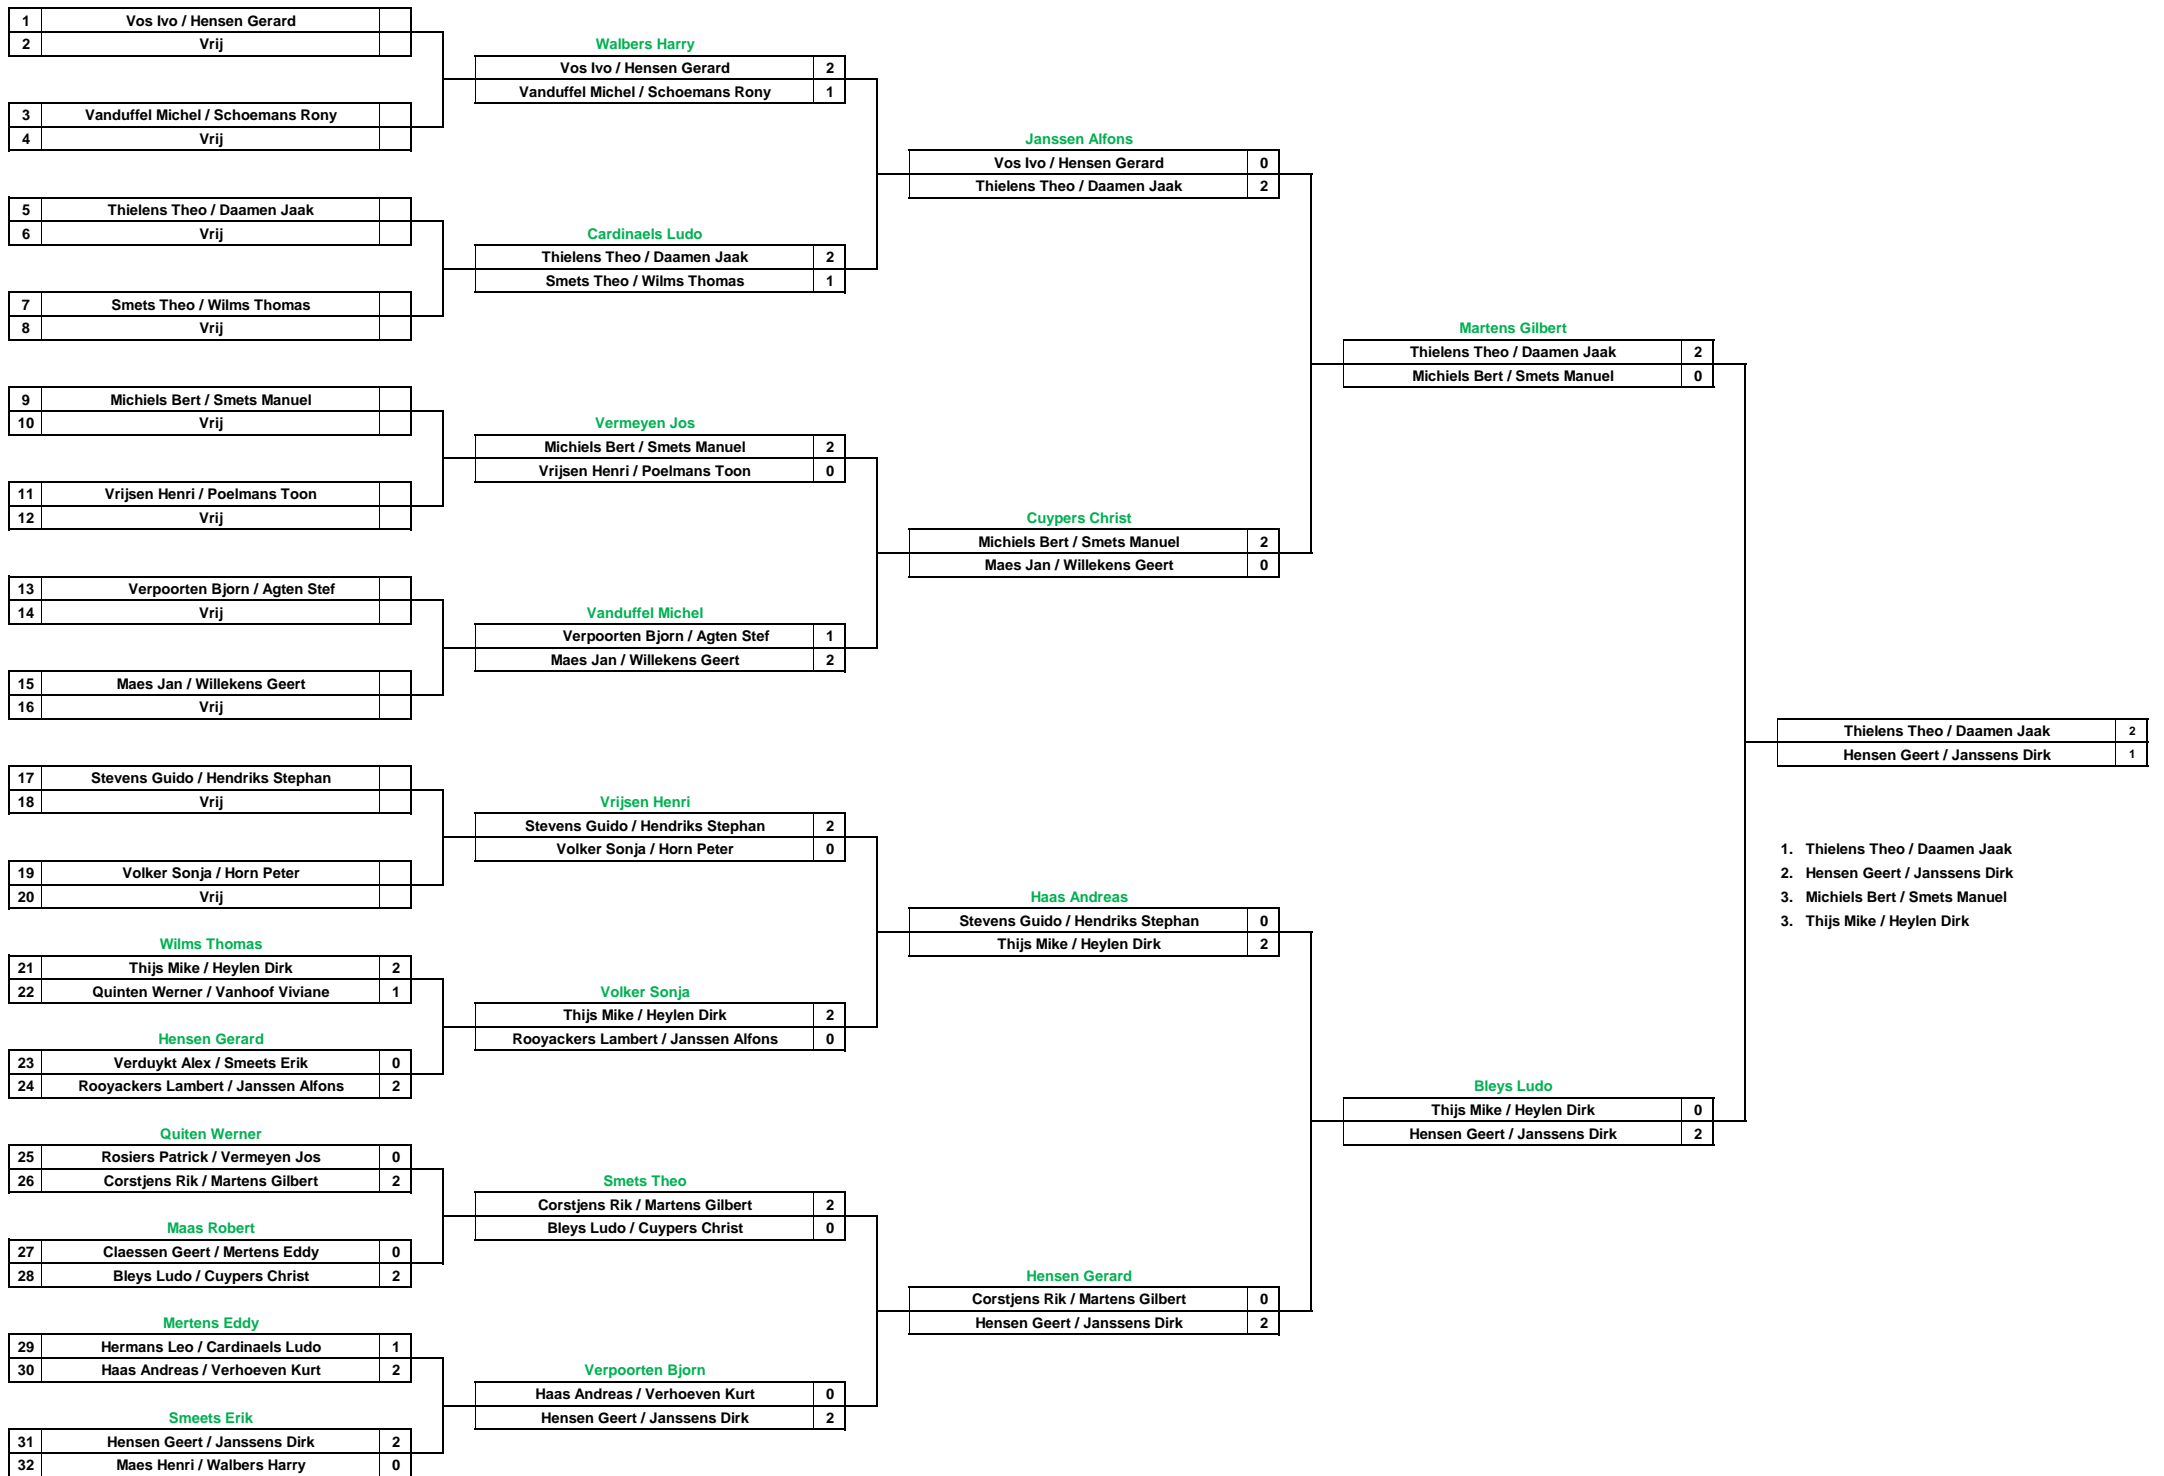 1 Vos Ivo / Hensen Gerard
2 Vrij
3 Vanduffel Michel / Schoemans Rony
4 Vrij
5 Thielens Theo / Daamen Jaak
6 Vrij
7 Smets Theo / Wilms Thomas
8 Vrij
9 Michiels Bert / Smets Manuel
10 Vrij
11 Vrijsen Henri / Poelmans Toon
12 Vrij
13 Verpoorten Bjorn / Agten Stef
14 Vrij
15 Maes Jan / Willekens Geert
16 Vrij
17 Stevens Guido / Hendriks Stephan
18 Vrij
19 Volker Sonja / Horn Peter
20 Vrij
Wilms Thomas
21 Thijs Mike / Heylen Dirk 2
22 Quinten Werner / Vanhoof Viviane 1
Hensen Gerard
23 Verduykt Alex / Smeets Erik 0
24 Rooyackers Lambert / Janssen Alfons 2
Quiten Werner
25 Rosiers Patrick / Vermeyen Jos 0
26 Corstjens Rik / Martens Gilbert 2
Maas Robert
27 Claessen Geert / Mertens Eddy 0
28 Bleys Ludo / Cuypers Christ 2
Mertens Eddy
29 Hermans Leo / Cardinaels Ludo 1
30 Haas Andreas / Verhoeven Kurt 2
Smeets Erik
31 Hensen Geert / Janssens Dirk 2
32 Maes Henri / Walbers Harry 0
Walbers Harry
Vos Ivo / Hensen Gerard 2
Vanduffel Michel / Schoemans Rony 1
Cardinaels Ludo
Thielens Theo / Daamen Jaak 2
Smets Theo / Wilms Thomas 1
Vermeyen Jos
Michiels Bert / Smets Manuel 2
Vrijsen Henri / Poelmans Toon 0
Vanduffel Michel
Verpoorten Bjorn / Agten Stef 1
Maes Jan / Willekens Geert 2
Vrijsen Henri
Stevens Guido / Hendriks Stephan 2
Volker Sonja / Horn Peter 0
Volker Sonja
Thijs Mike / Heylen Dirk 2
Rooyackers Lambert / Janssen Alfons 0
Smets Theo
Corstjens Rik / Martens Gilbert 2
Bleys Ludo / Cuypers Christ 0
Verpoorten Bjorn
Haas Andreas / Verhoeven Kurt 0
Hensen Geert / Janssens Dirk 2
Janssen Alfons
Vos Ivo / Hensen Gerard 0
Thielens Theo / Daamen Jaak 2
Cuypers Christ
Michiels Bert / Smets Manuel 2
Maes Jan / Willekens Geert 0
Haas Andreas
Stevens Guido / Hendriks Stephan 0
Thijs Mike / Heylen Dirk 2
Hensen Gerard
Corstjens Rik / Martens Gilbert 0
Hensen Geert / Janssens Dirk 2
Martens Gilbert
Thielens Theo / Daamen Jaak 2
Michiels Bert / Smets Manuel 0
Bleys Ludo
Thijs Mike / Heylen Dirk 0
Hensen Geert / Janssens Dirk 2
Thielens Theo / Daamen Jaak 2
Hensen Geert / Janssens Dirk 1
1. Thielens Theo / Daamen Jaak
2. Hensen Geert / Janssens Dirk
3. Michiels Bert / Smets Manuel
3. Thijs Mike / Heylen Dirk